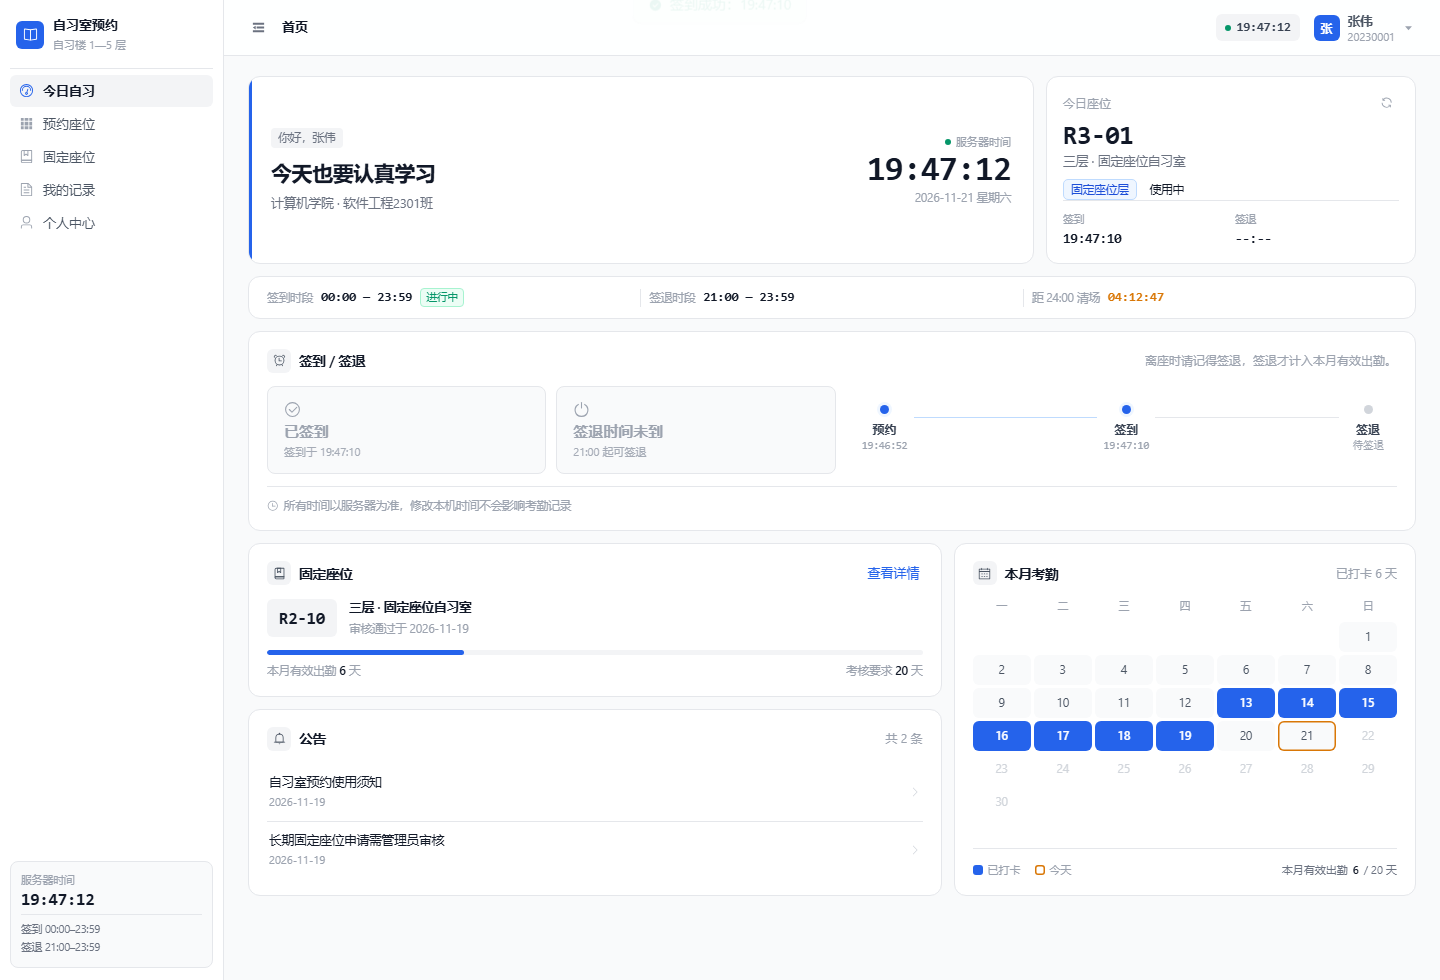 自习室预约
自习楼 1—5 层
今日自习
预约座位
固定座位
我的记录
个人中心
服务器时间
19:47:12
签到 00:00–23:59
签退 21:00–23:59
签到成功：19:47:10
首页
19:47:12
张
张伟
20230001
你好，张伟
今天也要认真学习
计算机学院 · 软件工程2301班
服务器时间
19:47:12
2026-11-21 星期六
今日座位
R3-01
三层 · 固定座位自习室
固定座位层 使用中
签到 签退
19:47:10 --:--
签到时段 00:00 — 23:59 进行中 签退时段 21:00 — 23:59 距 24:00 清场 04:12:47
签到 / 签退
离座时请记得签退，签退才计入本月有效出勤。
已签到
签到于 19:47:10
签退时间未到
21:00 起可签退
预约 签到 签退
19:46:52 19:47:10 待签退
所有时间以服务器为准，修改本机时间不会影响考勤记录
固定座位 查看详情
R2-10
三层 · 固定座位自习室
审核通过于 2026-11-19
本月有效出勤 6 天 考核要求 20 天
公告 共 2 条
自习室预约使用须知
2026-11-19
长期固定座位申请需管理员审核
2026-11-19
本月考勤 已打卡 6 天
一 二 三 四 五 六 日
1
2 3 4 5 6 7 8
9 10 11 12 13 14 15
16 17 18 19 20 21 22
23 24 25 26 27 28 29
30
已打卡 今天 本月有效出勤 6 / 20 天